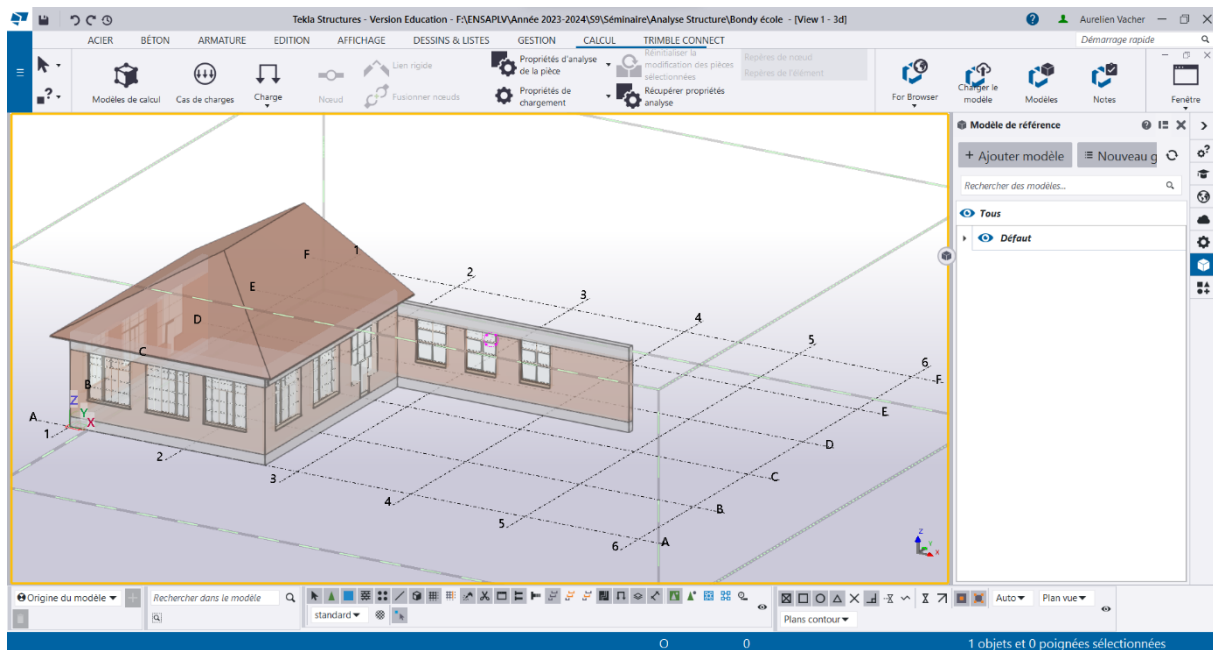 Tekla Structures - Version Education - F:\ENSAPLV\Année 2023-2024\S9\Séminaire\Analyse Structure\Bondy école - [View 1 - 3d]
Aurelien Vacher
ACIER BÉTON ARMATURE EDITION AFFICHAGE DESSINS & LISTES GESTION CALCUL TRIMBLE CONNECT
Démarrage rapide
Modèles de calcul
Cas de charges
Charge
Nœud
Lien rigide
Fusionner nœuds
Propriétés d'analyse
de la pièce
Propriétés de
chargement
Réinitialiser la
modification des pièces
sélectionnées
Récupérer propriétés
analyse
Repères de nœud
Repères de l'élément
For Browser
Charger le
modèle
Modèles
Notes
Fenêtre
Modèle de référence
+ Ajouter modèle
Nouveau g
Rechercher des modèles...
Tous
Défaut
F
1
2
E
3
D
4
C
5
B
6
F
Z
Y
X
A
E
1
D
2
C
3
B
4
5
A
6
Z
Y
X
Origine du modèle
Rechercher dans le modèle
standard
Plans contour
Auto
Plan vue
O 0
1 objets et 0 poignées sélectionnées